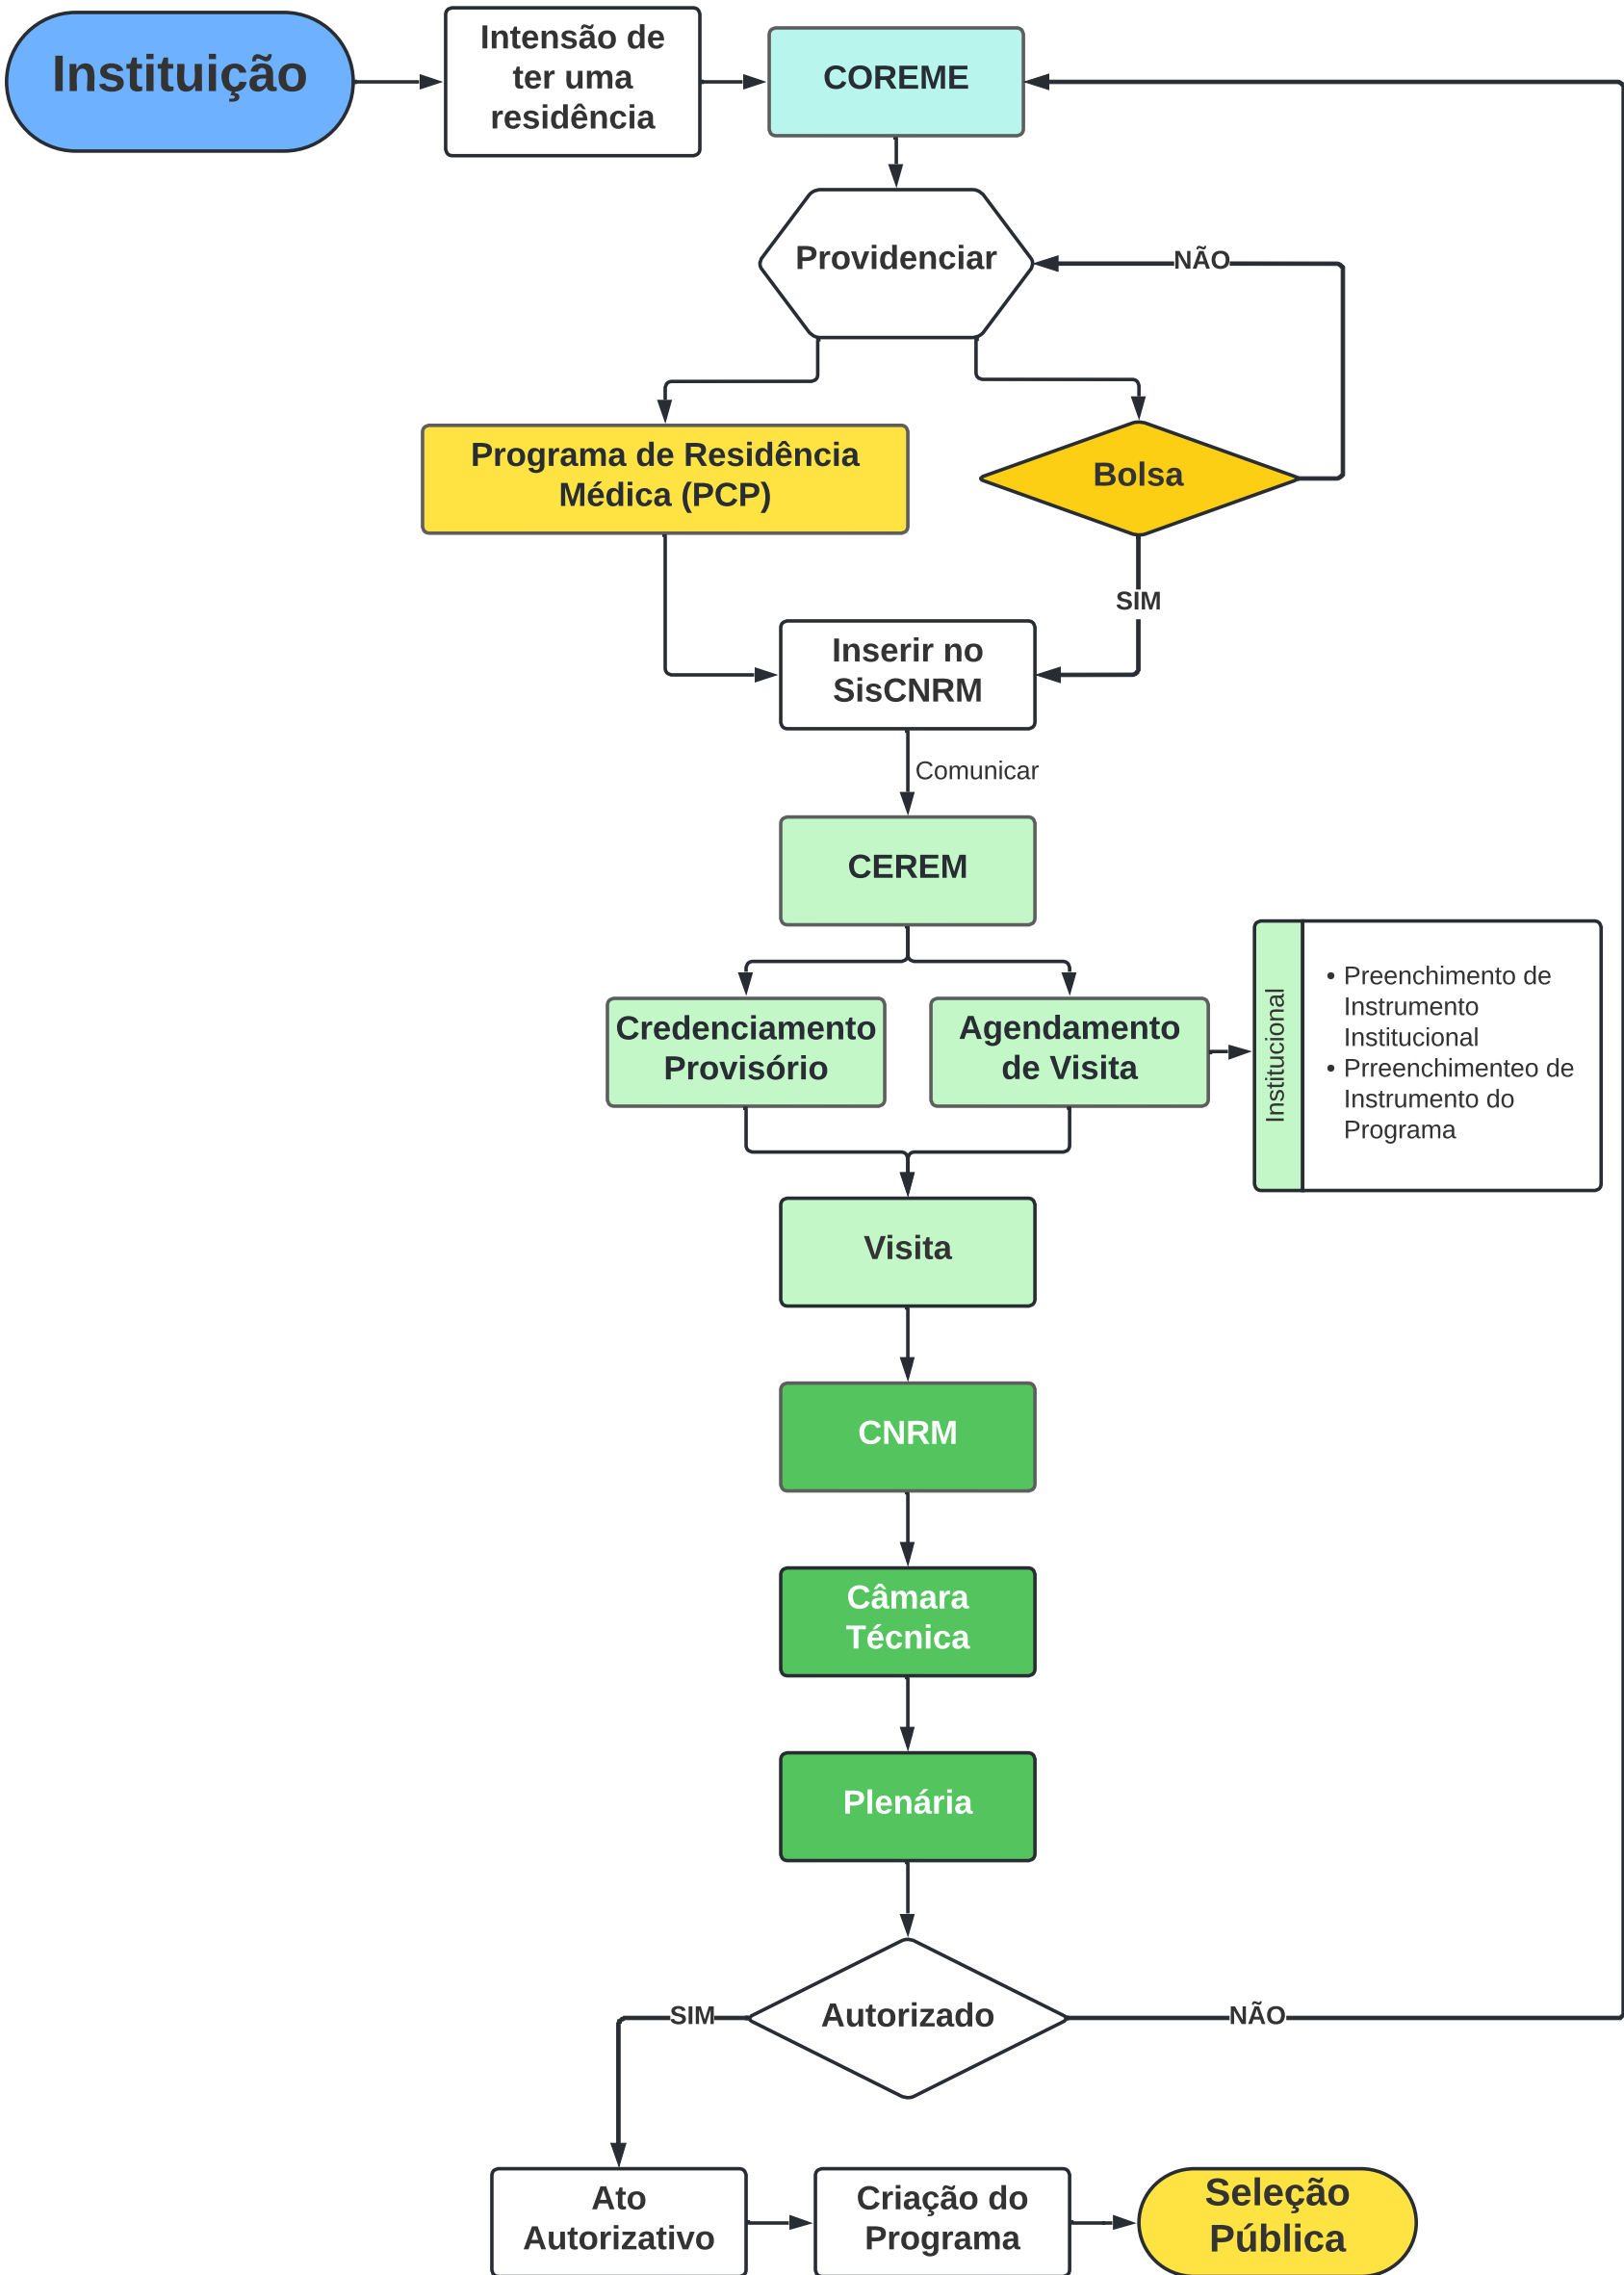 Instituição
Intensão de
ter uma
residência
COREME
Providenciar
NÃO
Programa de Residência
Médica (PCP)
Bolsa
SIM
Inserir no
SisCNRM
Comunicar
CEREM
Credenciamento
Provisório
Agendamento
de Visita
Institucional
• Preenchimento de
Instrumento
Institucional
• Prreenchimenteo de
Instrumento do
Programa
Visita
CNRM
Câmara
Técnica
Plenária
Autorizado
SIM
NÃO
Ato
Autorizativo
Criação do
Programa
Seleção
Pública